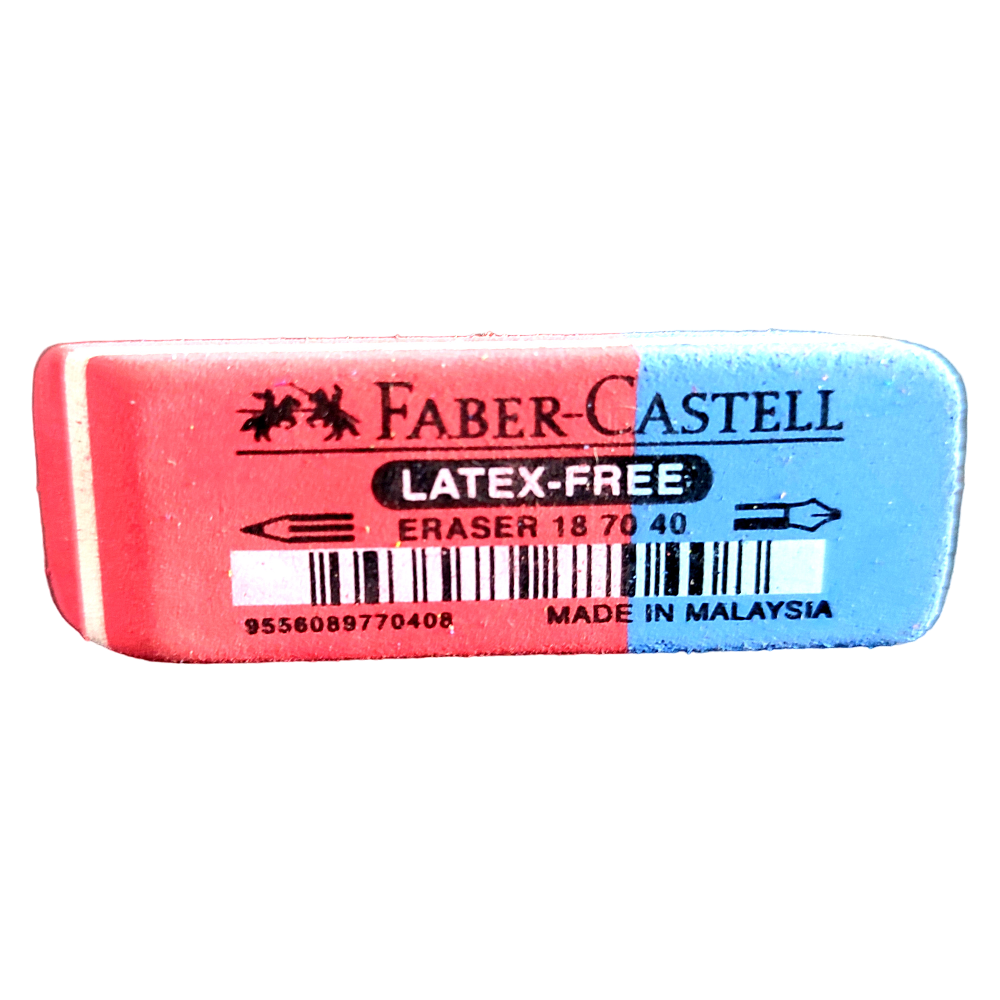 FABER-CASTELL
LATEX-FREE
ERASER 18 70 40
9556089770408
MADE IN MALAYSIA